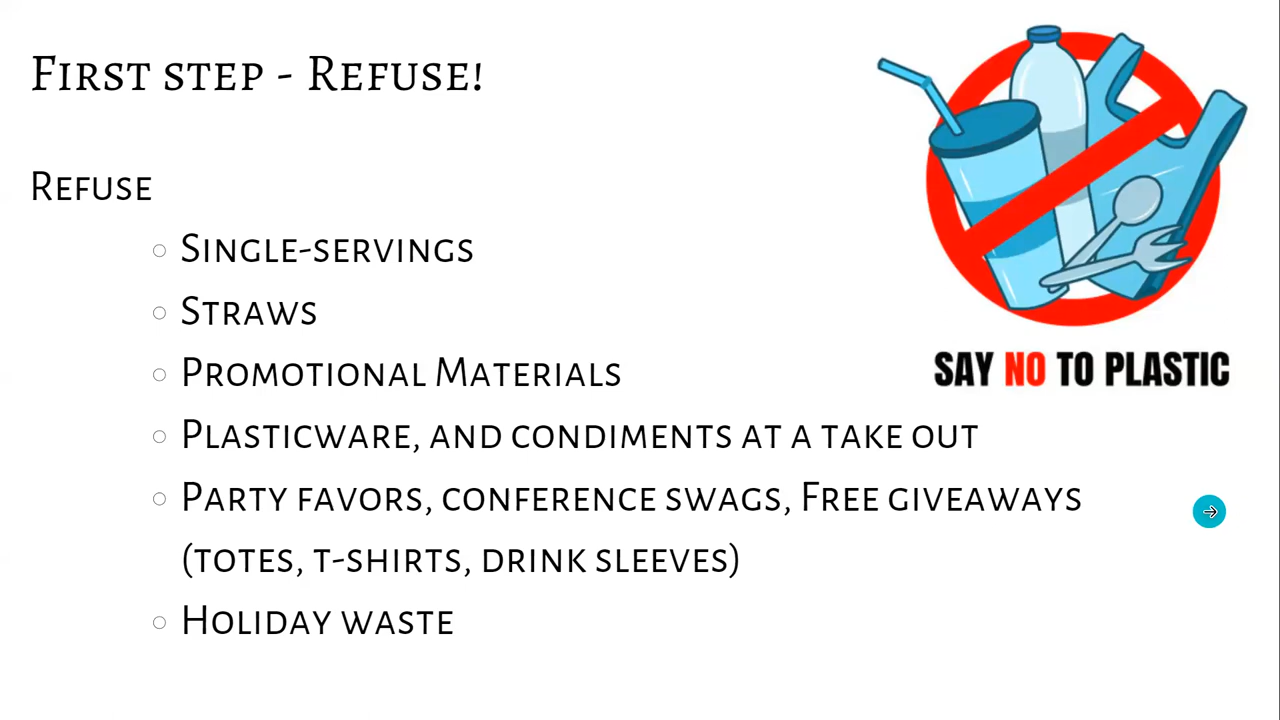 First step - Refuse!
Refuse
Single-servings
Straws
Promotional Materials
Plasticware, and condiments at a take out
Party favors, conference swags, Free giveaways
(totes, t-shirts, drink sleeves)
Holiday waste
SAY NO TO PLASTIC